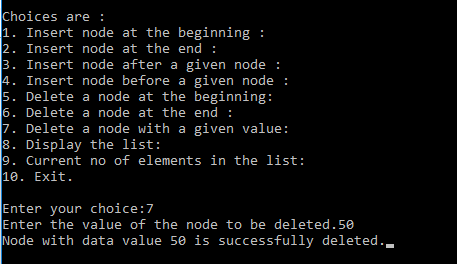 Choices are :
1. Insert node at the beginning :
2. Insert node at the end :
3. Insert node after a given node :
4. Insert node before a given node :
5. Delete a node at the beginning:
6. Delete a node at the end :
7. Delete a node with a given value:
8. Display the list:
9. Current no of elements in the list:
10. Exit.
Enter your choice:7
Enter the value of the node to be deleted.50
Node with data value 50 is successfully deleted.